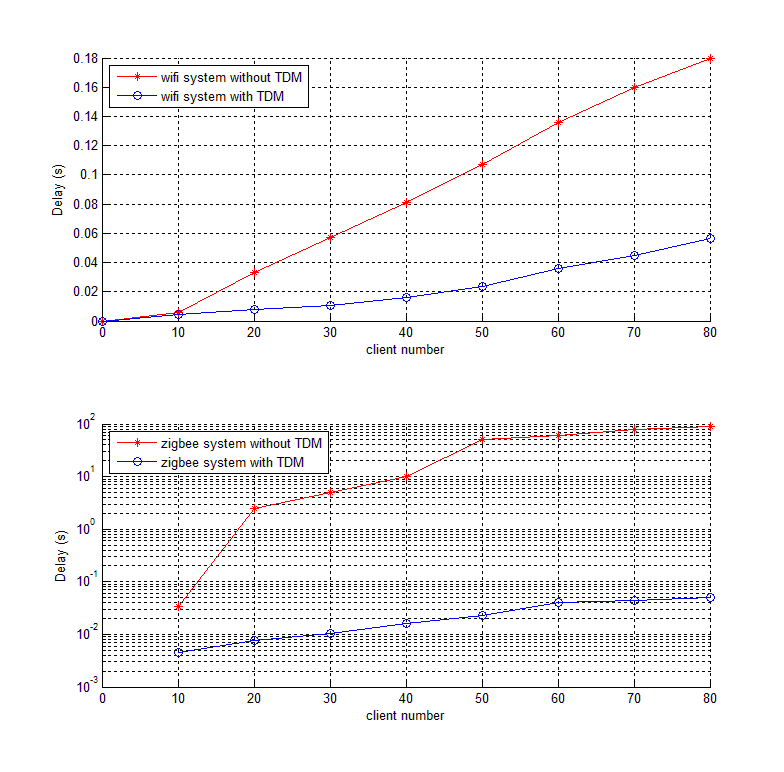 0.18
0.16
0.14
0.12
0.1
0.08
0.06
0.04
0.02
0
Delay (s)
wifi system without TDM
wifi system with TDM
0 10 20 30 40 50 60 70 80
client number
10^2
10^1
10^0
10^-1
10^-2
10^-3
Delay (s)
zigbee system without TDM
zigbee system with TDM
0 10 20 30 40 50 60 70 80
client number